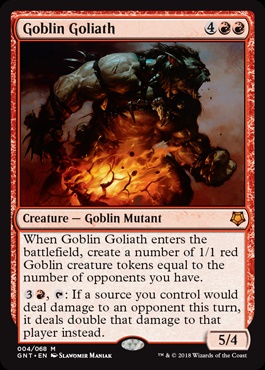 Goblin Goliath 4
Creature — Goblin Mutant
When Goblin Goliath enters the
battlefield, create a number of 1/1 red
Goblin creature tokens equal to the
number of opponents you have.
3 , : If a source you control would
deal damage to an opponent this turn,
it deals double that damage to that
player instead.
5/4
004/068 M
GNT • EN Slawomir Maniak
™ & © 2018 Wizards of the Coast